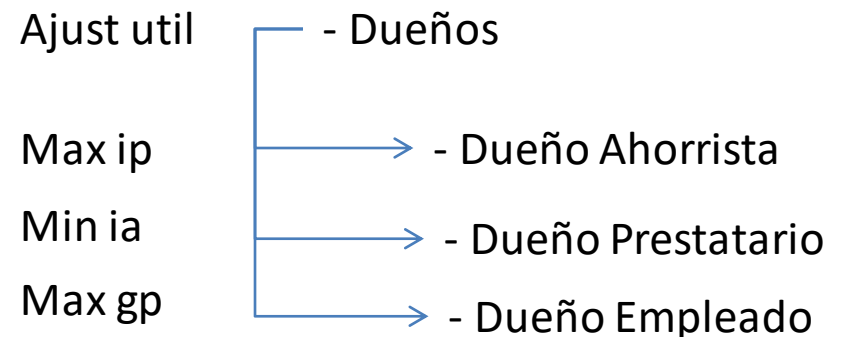 Ajust util - Dueños
Max ip - Dueño Ahorrista
Min ia - Dueño Prestatario
Max gp - Dueño Empleado